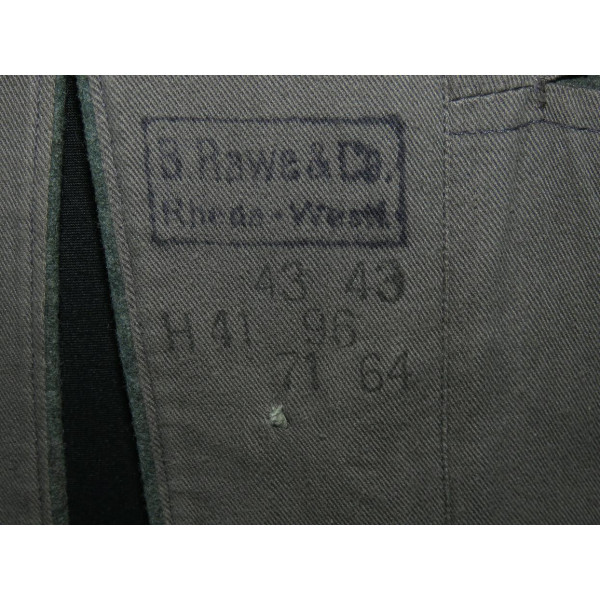 B. Rawe & Co.
Rheda-Westf.
43 43
H 41 96
71 64